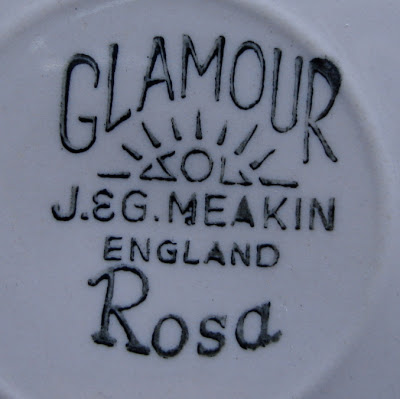 GLAMOUR
SOL
J.&G. MEAKIN
ENGLAND
Rosa